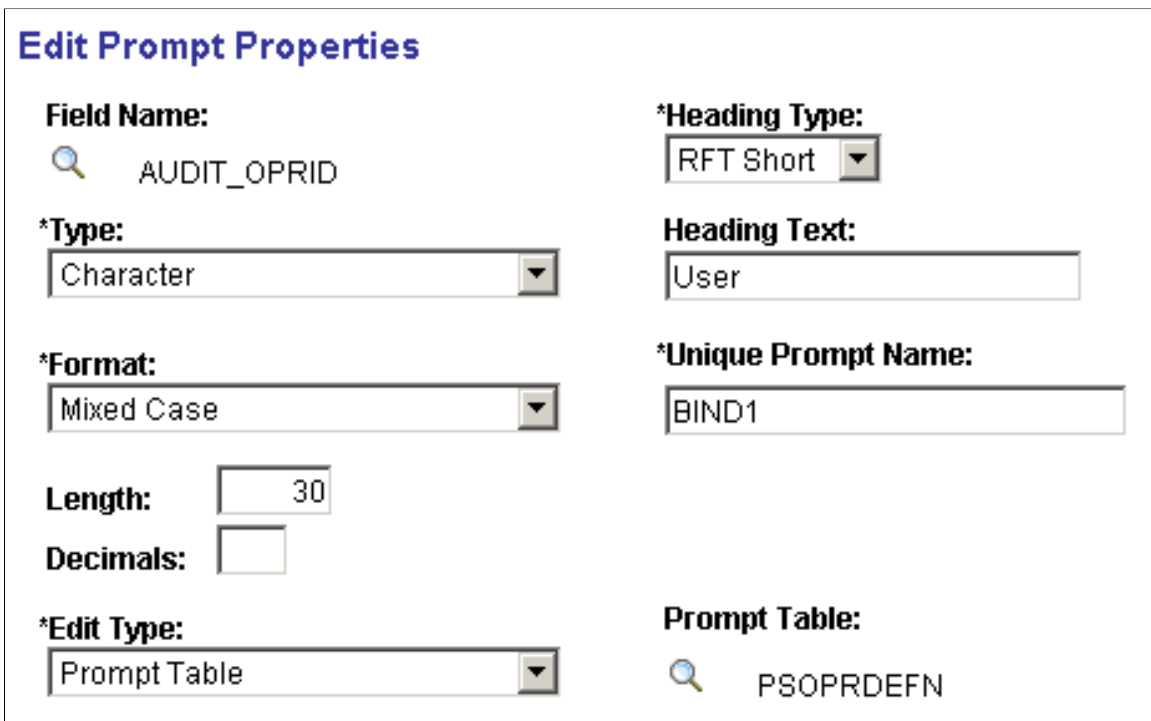 Edit Prompt Properties
Field Name:
AUDIT_OPRID
*Heading Type:
RFT Short
*Type:
Character
Heading Text:
User
*Format:
Mixed Case
*Unique Prompt Name:
BIND1
Length: 30
Decimals:
*Edit Type:
Prompt Table
Prompt Table:
PSOPRDEFN